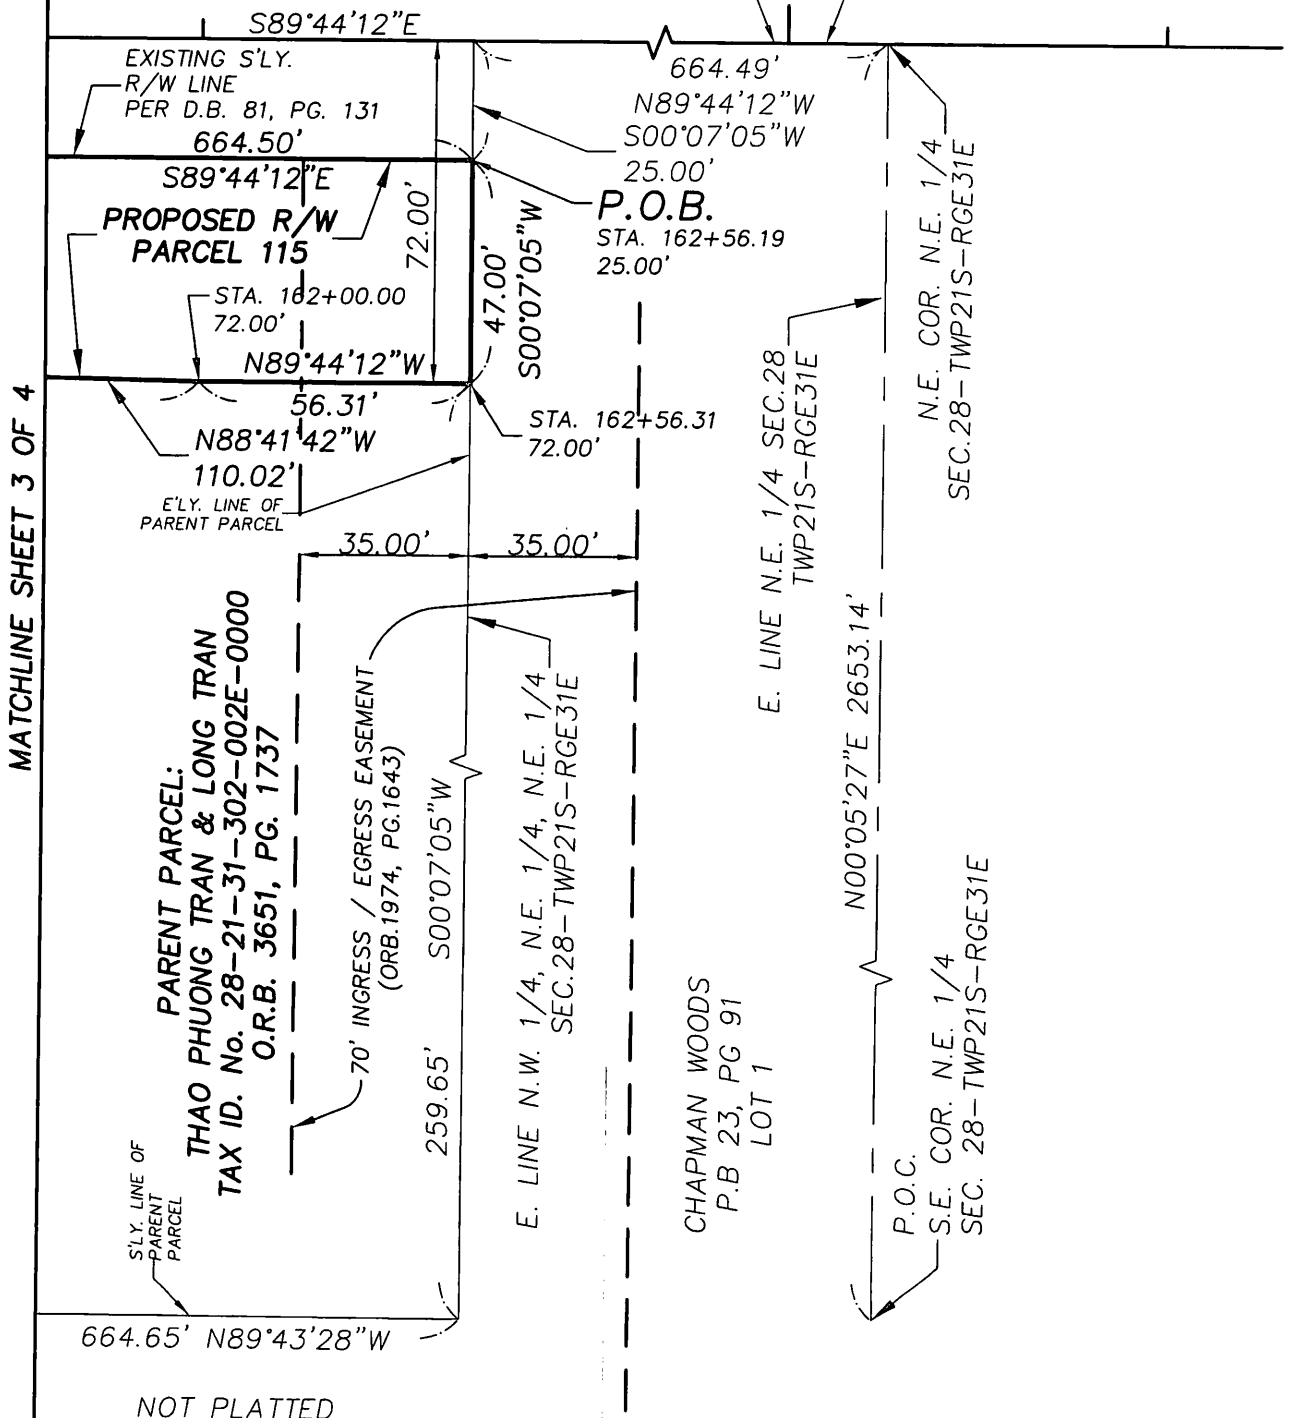 S89°44'12"E
EXISTING S'LY.
R/W LINE
PER D.B. 81, PG. 131
664.50'
S89°44'12"E
PROPOSED R/W
PARCEL 115
STA. 162+00.00
72.00'
N89°44'12"W
56.31'
N88°41'42"W
110.02'
E'LY. LINE OF
PARENT PARCEL
72.00'
47.00'
S00°07'05"W
664.49'
N89°44'12"W
S00°07'05"W
25.00'
P.O.B.
STA. 162+56.19
25.00'
STA. 162+56.31
72.00'
35.00'
35.00'
MATCHLINE SHEET 3 OF 4
PARENT PARCEL:
THAO PHUONG TRAN & LONG TRAN
TAX ID. No. 28-21-31-302-002E-0000
O.R.B. 3651, PG. 1737
70' INGRESS / EGRESS EASEMENT
(ORB.1974, PG.1643)
S00°07'05"W
259.65'
E. LINE N.W. 1/4, N.E. 1/4, N.E. 1/4
SEC.28-TWP21S-RGE31E
E. LINE N.E. 1/4 SEC.28
TWP21S-RGE31E
N.E. COR. N.E. 1/4
SEC.28-TWP21S-RGE31E
N00°05'27"E 2653.14'
CHAPMAN WOODS
P.B 23, PG 91
LOT 1
P.O.C.
S.E. COR. N.E. 1/4
SEC. 28-TWP21S-RGE31E
S'LY. LINE OF
PARENT
PARCEL
664.65' N89°43'28"W
NOT PLATTED